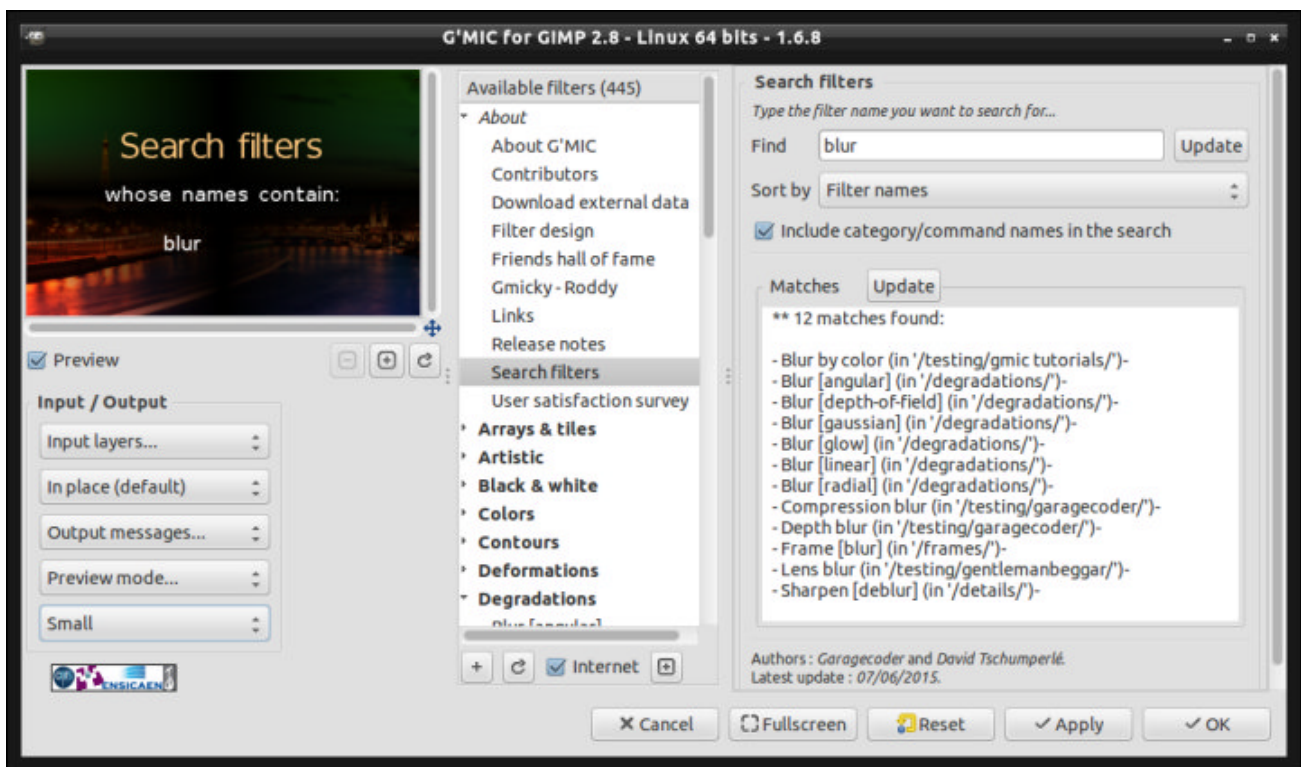 G'MIC for GIMP 2.8 - Linux 64 bits - 1.6.8
Search filters
whose names contain:
blur
Preview
Input / Output
Input layers...
In place (default)
Output messages...
Preview mode...
Small
ENSICAEN
Available filters (445)
About
About G'MIC
Contributors
Download external data
Filter design
Friends hall of fame
Gmicky - Roddy
Links
Release notes
Search filters
User satisfaction survey
Arrays & tiles
Artistic
Black & white
Colors
Contours
Deformations
Degradations
Blur [angular]
Internet
Search filters
Type the filter name you want to search for...
Find blur Update
Sort by Filter names
Include category/command names in the search
Matches Update
** 12 matches found:
- Blur by color (in '/testing/gmic tutorials/')-
- Blur [angular] (in '/degradations/')-
- Blur [depth-of-field] (in '/degradations/')-
- Blur [gaussian] (in '/degradations/')-
- Blur [glow] (in '/degradations/')-
- Blur [linear] (in '/degradations/')-
- Blur [radial] (in '/degradations/')-
- Compression blur (in '/testing/garagecoder/')-
- Depth blur (in '/testing/garagecoder/')-
- Frame [blur] (in '/frames/')-
- Lens blur (in '/testing/gentlemanbeggar/')-
- Sharpen [deblur] (in '/details/')-
Authors : Garagecoder and David Tschumperlé.
Latest update : 07/06/2015.
Cancel Fullscreen Reset Apply OK